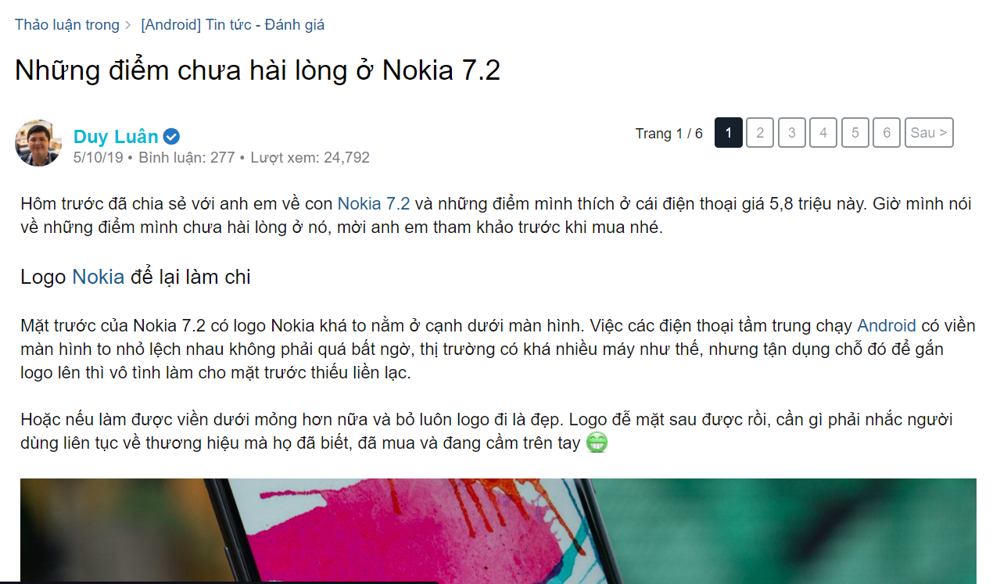 Thảo luận trong > [Android] Tin tức - Đánh giá
Những điểm chưa hài lòng ở Nokia 7.2
Duy Luân
5/10/19 • Bình luận: 277 • Lượt xem: 24,792
Trang 1 / 6 1 2 3 4 5 6 Sau >
Hôm trước đã chia sẻ với anh em về con Nokia 7.2 và những điểm mình thích ở cái điện thoại giá 5,8 triệu này. Giờ mình nói
về những điểm mình chưa hài lòng ở nó, mời anh em tham khảo trước khi mua nhé.
Logo Nokia để lại làm chi
Mặt trước của Nokia 7.2 có logo Nokia khá to nằm ở cạnh dưới màn hình. Việc các điện thoại tầm trung chạy Android có viền
màn hình to nhỏ lệch nhau không phải quá bất ngờ, thị trường có khá nhiều máy như thế, nhưng tận dụng chỗ đó để gắn
logo lên thì vô tình làm cho mặt trước thiếu liền lạc.
Hoặc nếu làm được viền dưới mỏng hơn nữa và bỏ luôn logo đi là đẹp. Logo đễ mặt sau được rồi, cần gì phải nhắc người
dùng liên tục về thương hiệu mà họ đã biết, đã mua và đang cầm trên tay